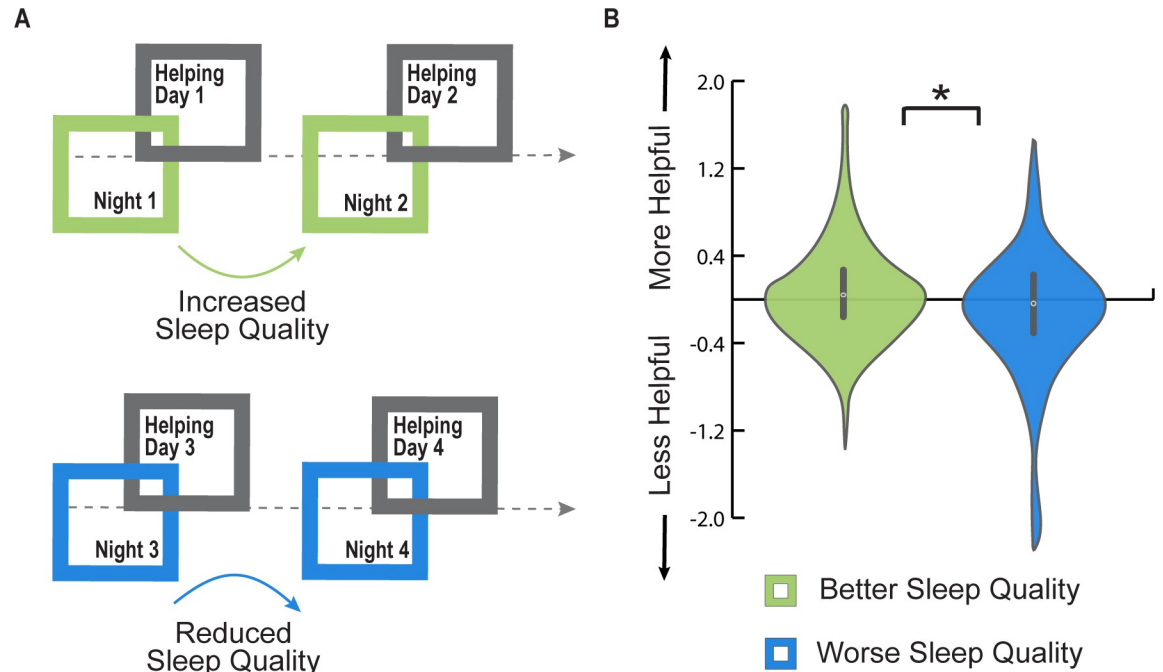 A
Helping
Day 1
Helping
Day 2
Night 1
Night 2
Increased
Sleep Quality
Helping
Day 3
Helping
Day 4
Night 3
Night 4
Reduced
Sleep Quality
B
More Helpful
Less Helpful
2.0
1.2
0.4
-0.4
-1.2
-2.0
*
Better Sleep Quality
Worse Sleep Quality